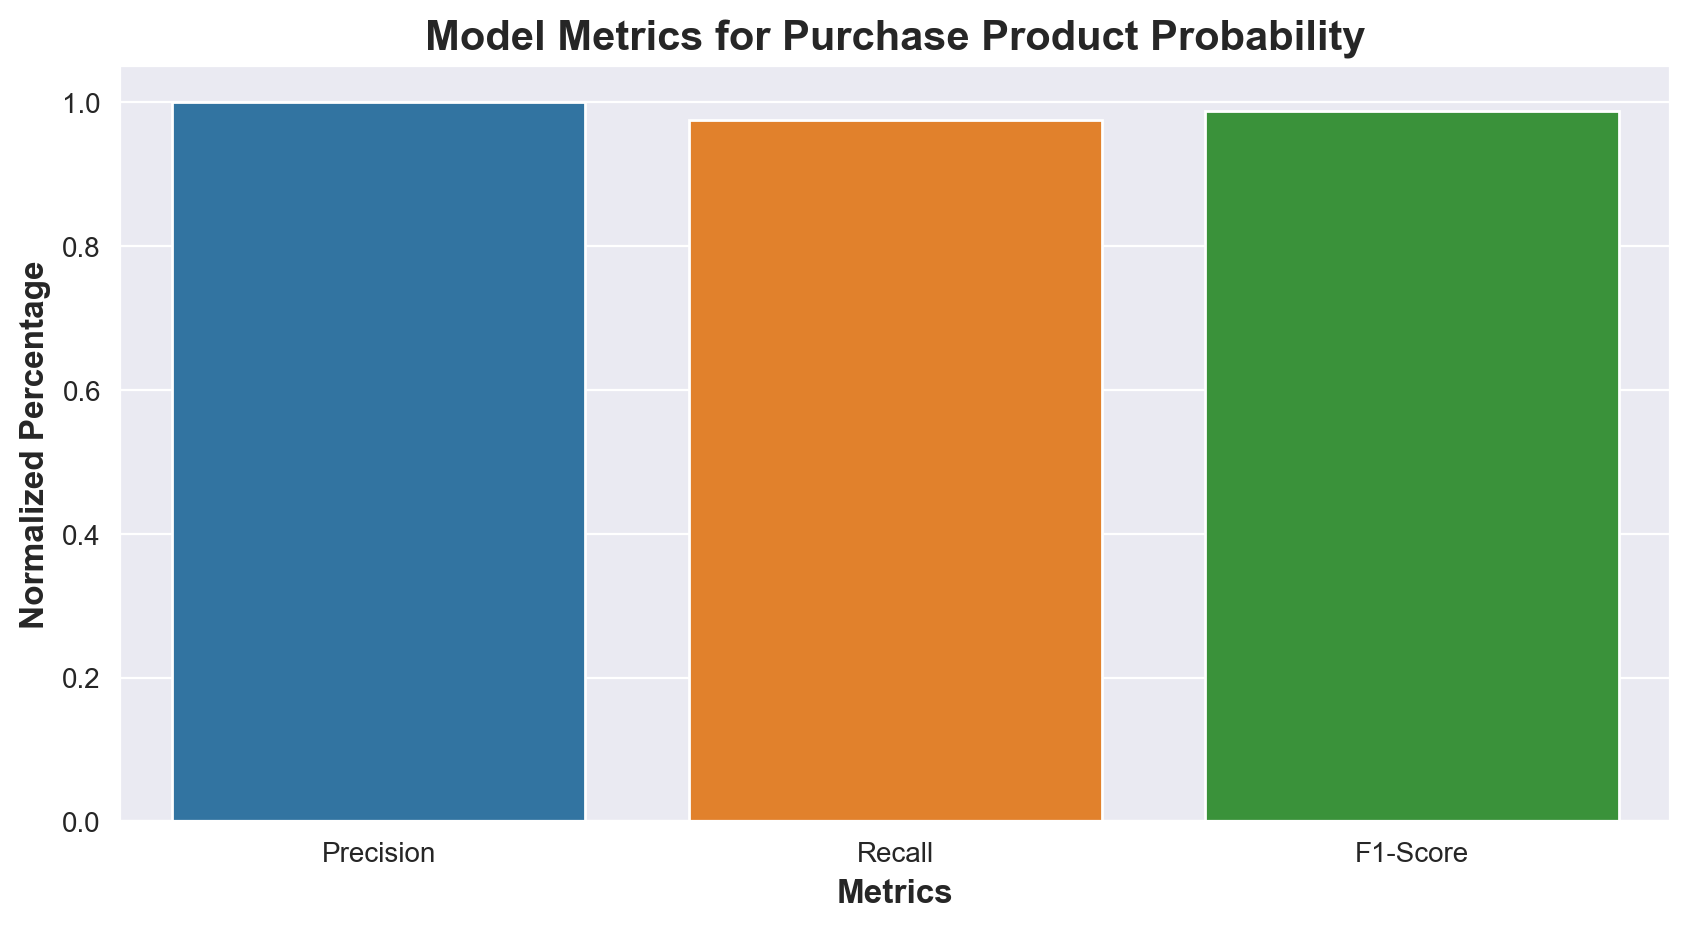 Model Metrics for Purchase Product Probability
Normalized Percentage
1.0
0.8
0.6
0.4
0.2
0.0
Precision
Recall
F1-Score
Metrics